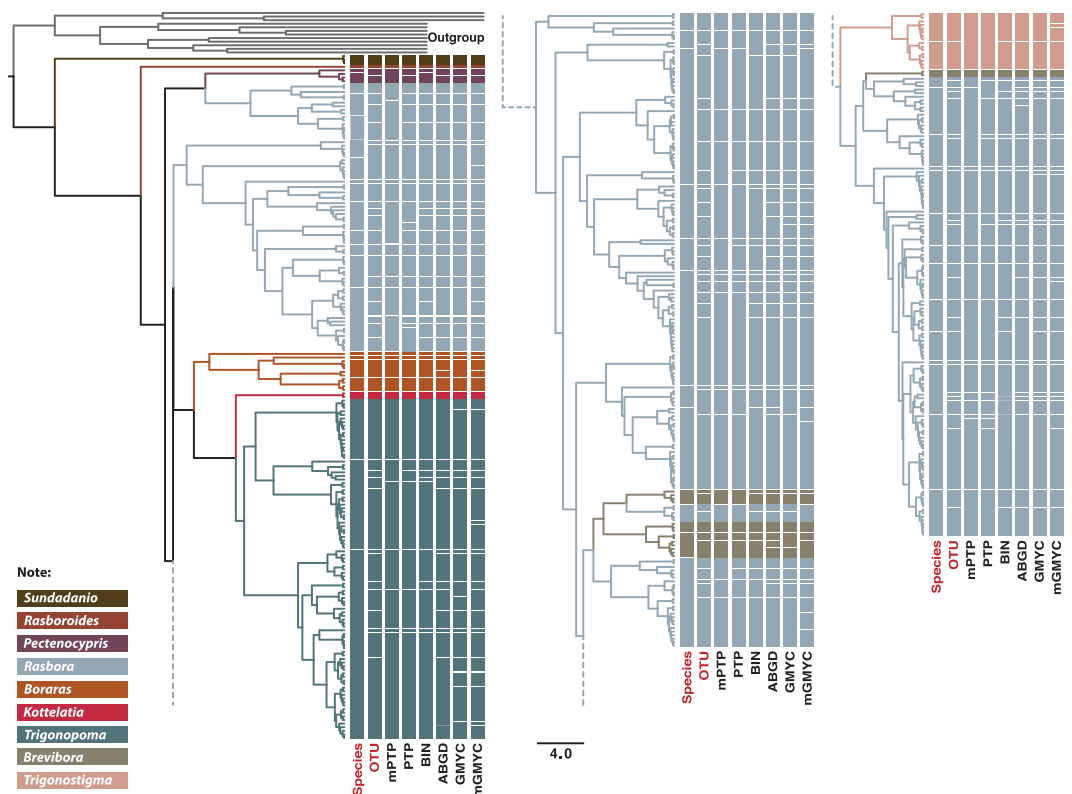 Outgroup
Note:
Sundadanio
Rasboroides
Pectenocypris
Rasbora
Boraras
Kottelatia
Trigonopoma
Brevibora
Trigonostigma
Species
OTU
mPTP
PTP
BIN
ABGD
GMYC
mGMYC
4.0
Species
OTU
mPTP
PTP
BIN
ABGD
GMYC
mGMYC
Species
OTU
mPTP
PTP
BIN
ABGD
GMYC
mGMYC